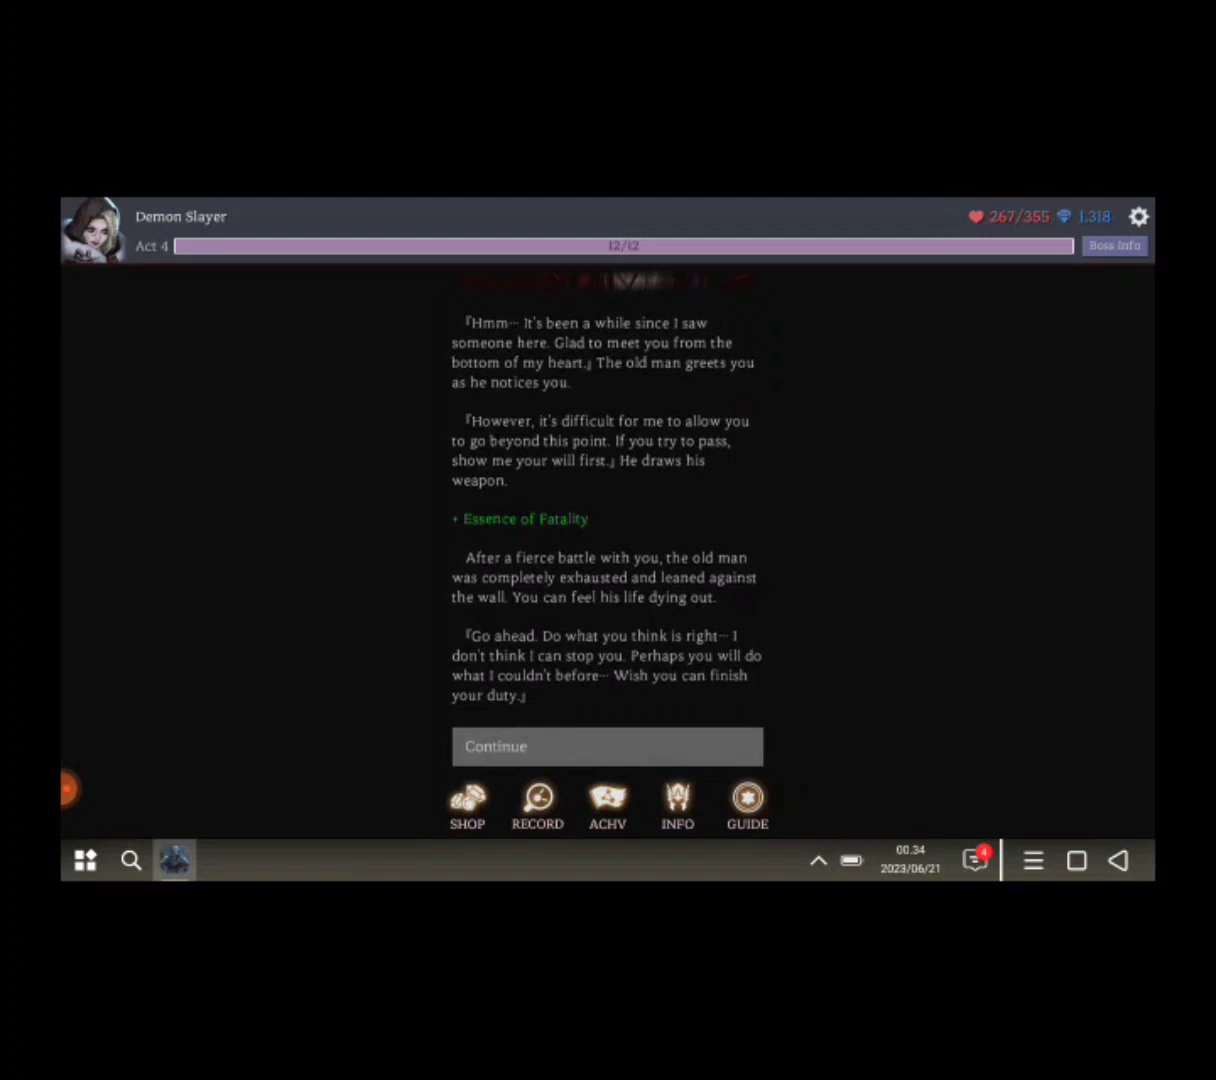 Demon Slayer
267/355 1,318
Act 4 12/12 Boss Info
『Hmm… It's been a while since I saw
someone here. Glad to meet you from the
bottom of my heart.』 The old man greets you
as he notices you.
『However, it's difficult for me to allow you
to go beyond this point. If you try to pass,
show me your will first.』 He draws his
weapon.
+ Essence of Fatality
After a fierce battle with you, the old man
was completely exhausted and leaned against
the wall. You can feel his life dying out.
『Go ahead. Do what you think is right… I
don't think I can stop you. Perhaps you will do
what I couldn't before… Wish you can finish
your duty.』
Continue
SHOP RECORD ACHV INFO GUIDE
00.34
2023/06/21
4